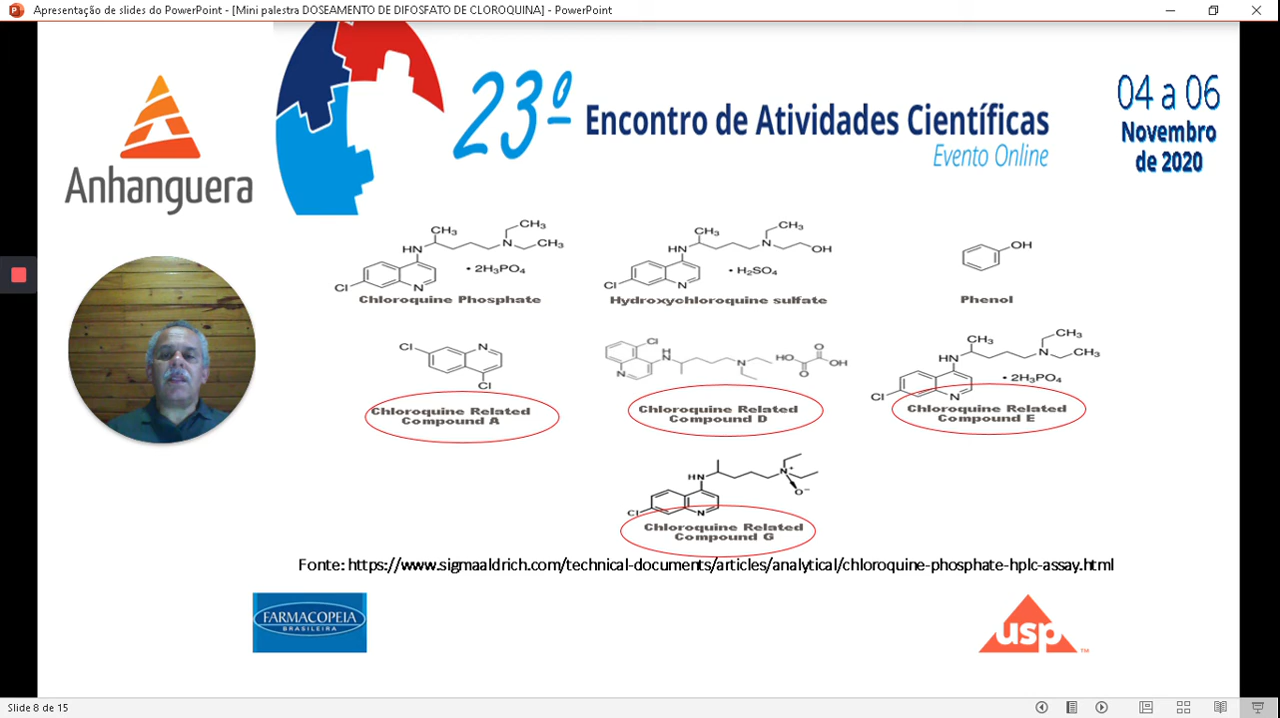 Apresentação de slides do PowerPoint - [Mini palestra DOSEAMENTO DE DIFOSFATO DE CLOROQUINA] - PowerPoint
Anhanguera
23º Encontro de Atividades Científicas
Evento Online
04 a 06
Novembro
de 2020
CH3
CH3
HN
N
CH3
• 2H3PO4
Cl
N
Chloroquine Phosphate
CH3
CH3
HN
N
OH
• H2SO4
Cl
N
Hydroxychloroquine sulfate
OH
Phenol
Cl
N
Cl
Chloroquine Related
Compound A
Cl
H
N
N
N
HO
O
O
OH
Chloroquine Related
Compound D
CH3
CH3
HN
N
CH3
• 2H3PO4
Cl
N
Chloroquine Related
Compound E
HN
N+
O−
Cl
N
Chloroquine Related
Compound G
Fonte: https://www.sigmaaldrich.com/technical-documents/articles/analytical/chloroquine-phosphate-hplc-assay.html
FARMACOPEIA
BRASILEIRA
usp
TM
Slide 8 de 15